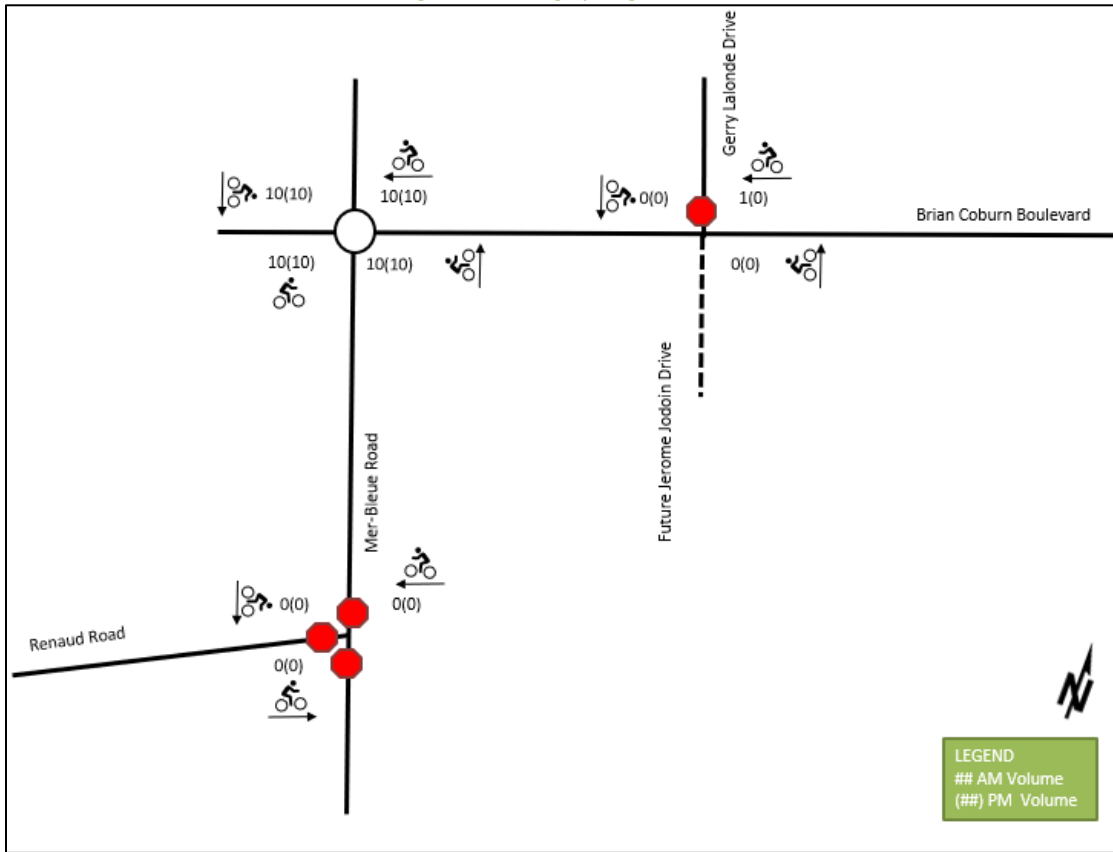 Gerry Lalonde Drive
10(10)
10(10)
0(0)
1(0)
Brian Coburn Boulevard
10(10)
10(10)
0(0)
Future Jerome Jodoin Drive
Mer-Bleue Road
0(0)
0(0)
Renaud Road
0(0)
N
LEGEND
## AM Volume
(##) PM Volume